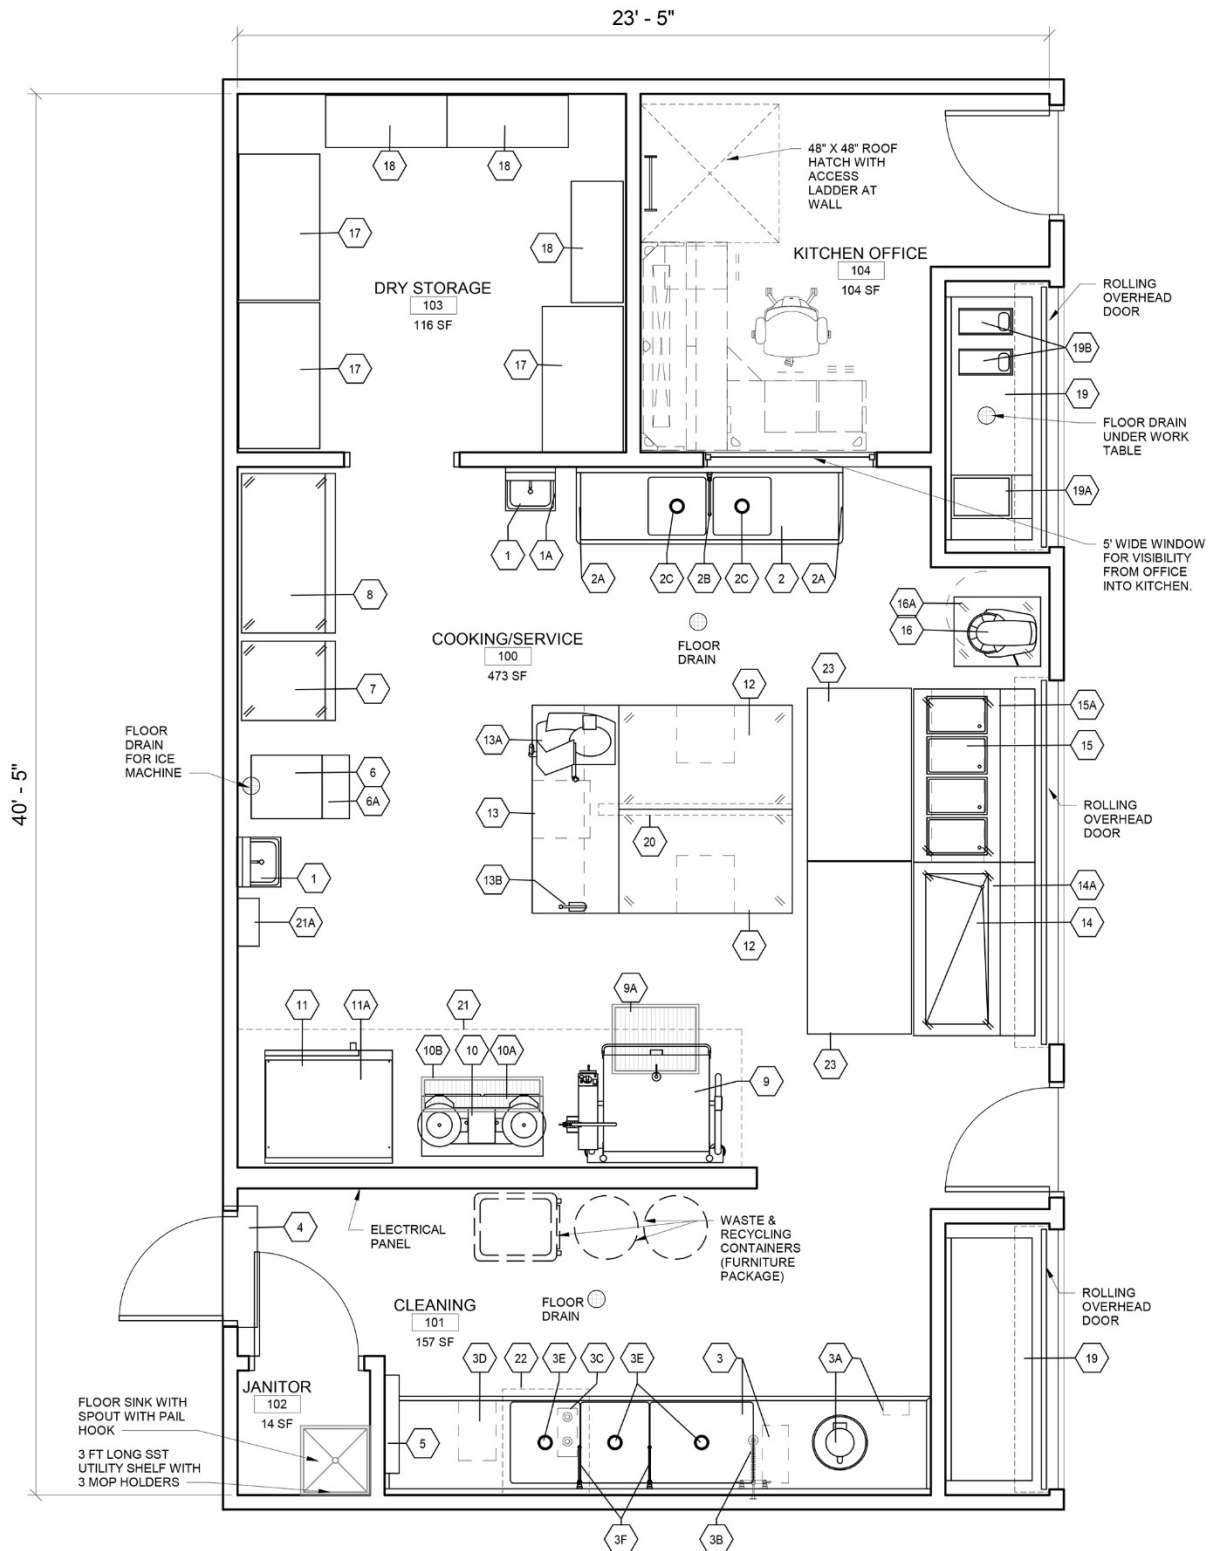 23' - 5"
40' - 5"
48" X 48" ROOF
HATCH WITH
ACCESS
LADDER AT
WALL
18
18
17
18
DRY STORAGE
103
116 SF
KITCHEN OFFICE
104
104 SF
ROLLING
OVERHEAD
DOOR
19B
17
17
19
FLOOR DRAIN
UNDER WORK
TABLE
19A
1
1A
2A
2C
2B
2C
2
2A
5' WIDE WINDOW
FOR VISIBILITY
FROM OFFICE
INTO KITCHEN.
8
16A
16
COOKING/SERVICE
100
473 SF
FLOOR
DRAIN
7
12
23
15A
FLOOR
DRAIN
FOR ICE
MACHINE
13A
15
6
6A
13
20
ROLLING
OVERHEAD
DOOR
1
13B
14A
21A
12
14
9A
11
11A
21
23
10B
10
10A
9
4
ELECTRICAL
PANEL
WASTE &
RECYCLING
CONTAINERS
(FURNITURE
PACKAGE)
CLEANING
101
157 SF
FLOOR
DRAIN
ROLLING
OVERHEAD
DOOR
3D
22
3E
3C
3E
3
3A
19
JANITOR
102
14 SF
FLOOR SINK WITH
SPOUT WITH PAIL
HOOK
3 FT LONG SST
UTILITY SHELF WITH
3 MOP HOLDERS
5
3F
3B